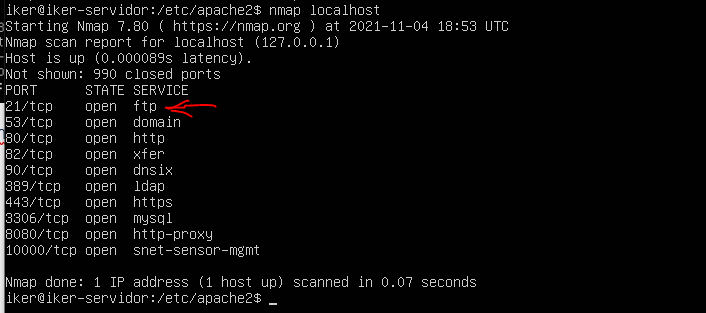 iker@iker-servidor:/etc/apache2$ nmap localhost
Starting Nmap 7.80 ( https://nmap.org ) at 2021-11-04 18:53 UTC
Nmap scan report for localhost (127.0.0.1)
Host is up (0.000089s latency).
Not shown: 990 closed ports
PORT      STATE SERVICE
21/tcp    open  ftp
53/tcp    open  domain
80/tcp    open  http
82/tcp    open  xfer
90/tcp    open  dnsix
389/tcp   open  ldap
443/tcp   open  https
3306/tcp  open  mysql
8080/tcp  open  http-proxy
10000/tcp open  snet-sensor-mgmt
Nmap done: 1 IP address (1 host up) scanned in 0.07 seconds
iker@iker-servidor:/etc/apache2$ _